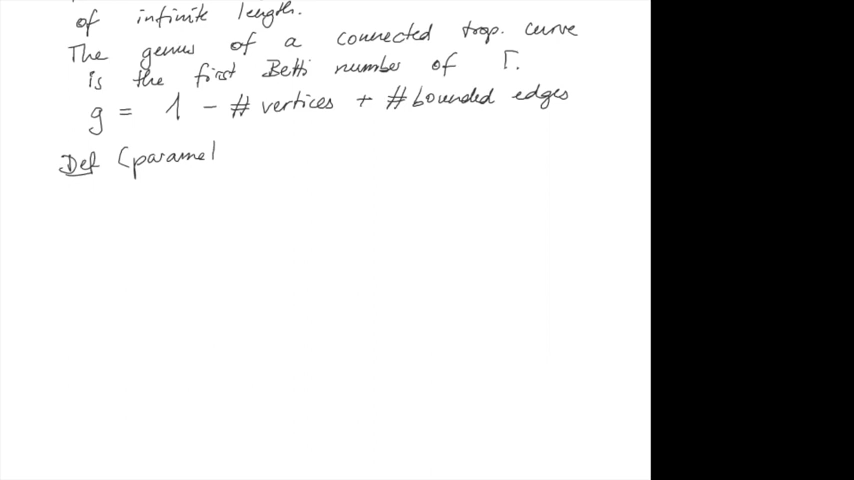 of infinite length.
The genus of a connected trop. curve
is the first Betti number of Γ.
g = 1 - # vertices + # bounded edges
Def (paramel